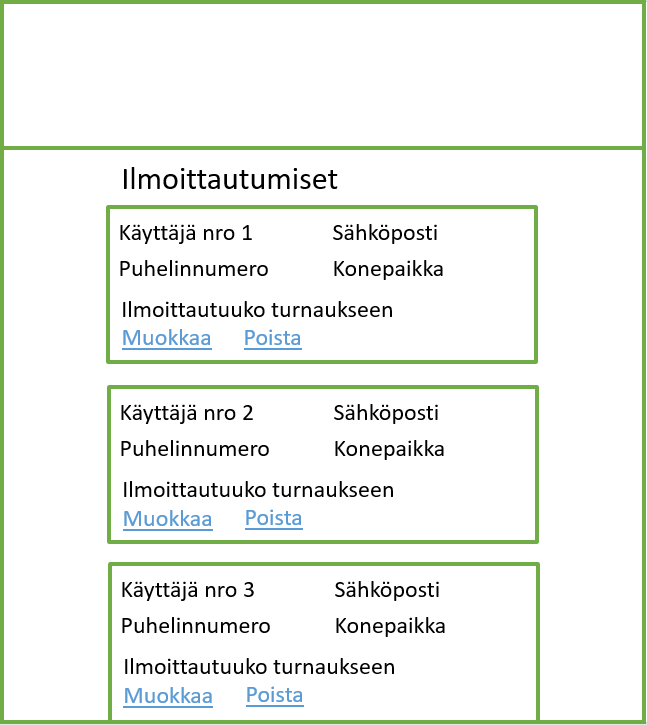 Ilmoittautumiset
Käyttäjä nro 1 Sähköposti
Puhelinnumero Konepaikka
Ilmoittautuuko turnaukseen
Muokkaa Poista
Käyttäjä nro 2 Sähköposti
Puhelinnumero Konepaikka
Ilmoittautuuko turnaukseen
Muokkaa Poista
Käyttäjä nro 3 Sähköposti
Puhelinnumero Konepaikka
Ilmoittautuuko turnaukseen
Muokkaa Poista